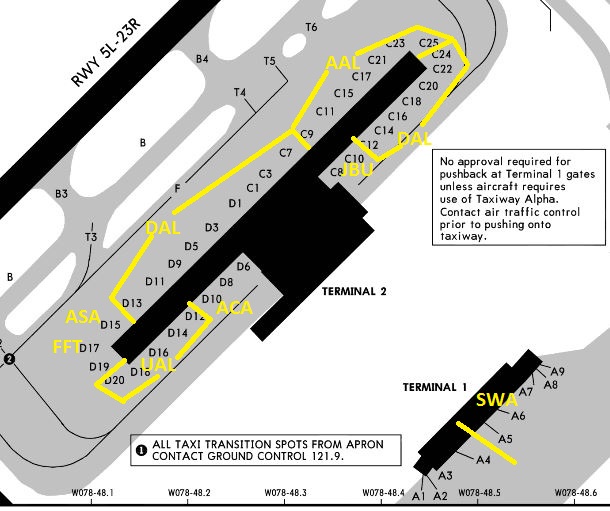 RWY 5L-23R
T6
B4
T5
T4
B
B3
F
T3
B
2
C23
C25
C24
AAL
C21
C22
C17
C20
C15
C18
C11
C16
C14
DAL
C9
C12
C7
C10
JBU
C8
C3
C1
D1
DAL
D3
D5
D6
D9
D8
D11
D10
ACA
D13
D12
ASA
D15
D14
FFT
D17
D16
UAL
D19
D18
D20
No approval required for
pushback at Terminal 1 gates
unless aircraft requires
use of Taxiway Alpha.
Contact air traffic control
prior to pushing onto
taxiway.
TERMINAL 2
TERMINAL 1
A9
A8
A7
SWA
A6
A5
A4
A3
A2
A1
1 ALL TAXI TRANSITION SPOTS FROM APRON
CONTACT GROUND CONTROL 121.9.
W078-48.1 W078-48.2 W078-48.3 W078-48.4 W078-48.5 W078-48.6